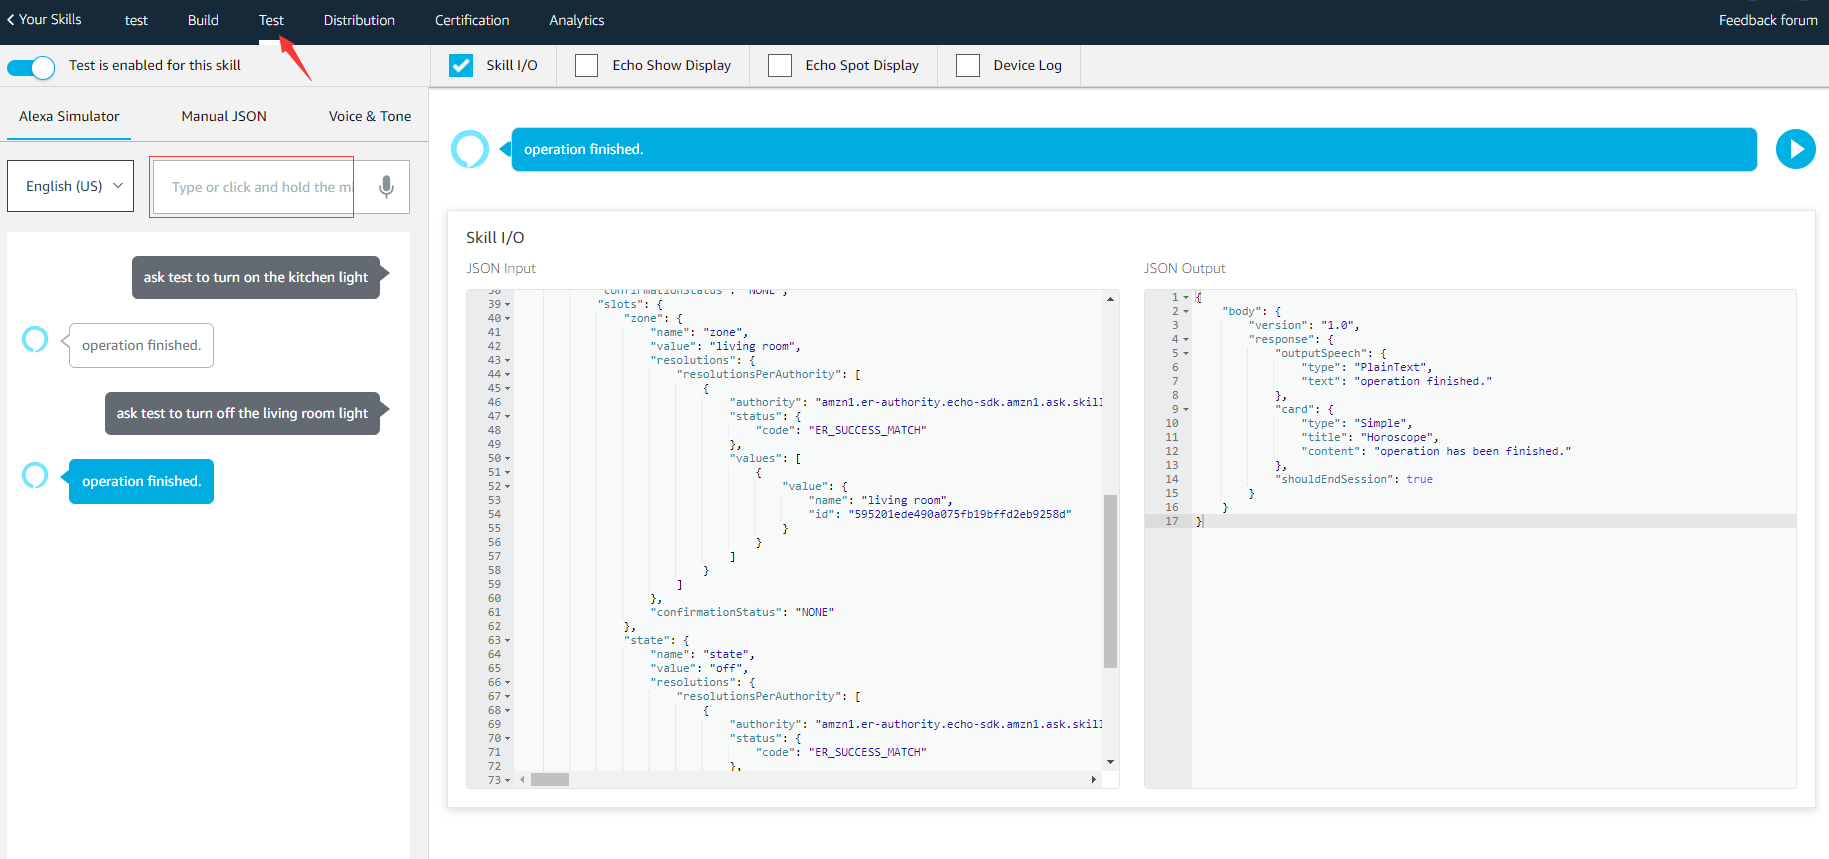 Your Skills test Build Test Distribution Certification Analytics Feedback forum
Test is enabled for this skill
Skill I/O Echo Show Display Echo Spot Display Device Log
Alexa Simulator Manual JSON Voice & Tone
English (US)
Type or click and hold the mi
ask test to turn on the kitchen light
operation finished.
ask test to turn off the living room light
operation finished.
operation finished.
Skill I/O
JSON Input
38 "confirmationStatus": "NONE",
39 "slots": {
40 "zone": {
41 "name": "zone",
42 "value": "living room",
43 "resolutions": {
44 "resolutionsPerAuthority": [
45 {
46 "authority": "amzn1.er-authority.echo-sdk.amzn1.ask.skill
47 "status": {
48 "code": "ER_SUCCESS_MATCH"
49 },
50 "values": [
51 {
52 "value": {
53 "name": "living room",
54 "id": "595201ede490a075fb19bffd2eb9258d"
55 }
56 }
57 ]
58 }
59 ]
60 },
61 "confirmationStatus": "NONE"
62 },
63 "state": {
64 "name": "state",
65 "value": "off",
66 "resolutions": {
67 "resolutionsPerAuthority": [
68 {
69 "authority": "amzn1.er-authority.echo-sdk.amzn1.ask.skill
70 "status": {
71 "code": "ER_SUCCESS_MATCH"
72 },
73
JSON Output
1 {
2 "body": {
3 "version": "1.0",
4 "response": {
5 "outputSpeech": {
6 "type": "PlainText",
7 "text": "operation finished."
8 },
9 "card": {
10 "type": "Simple",
11 "title": "Horoscope",
12 "content": "operation has been finished."
13 },
14 "shouldEndSession": true
15 }
16 }
17 }